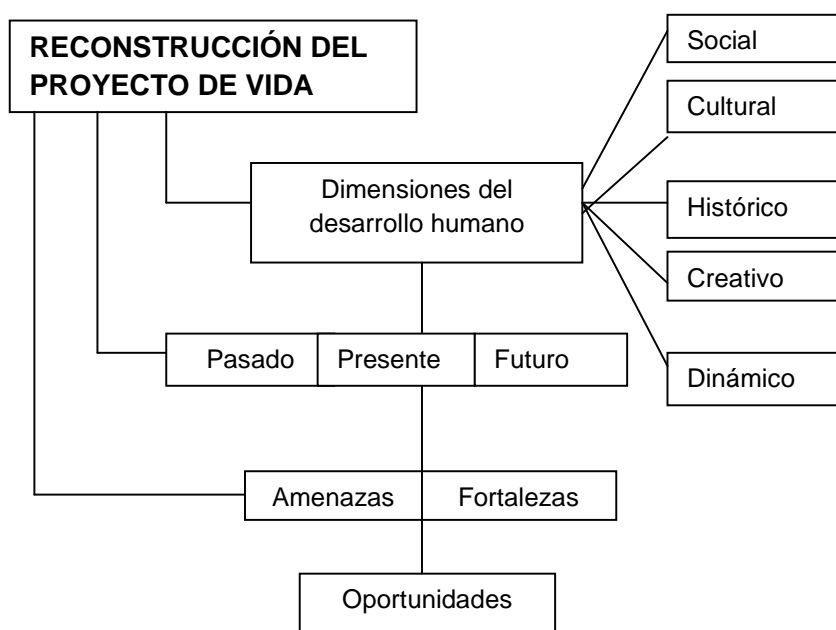 RECONSTRUCCIÓN DEL
PROYECTO DE VIDA
Social
Cultural
Dimensiones del
desarrollo humano
Histórico
Creativo
Pasado
Presente
Futuro
Dinámico
Amenazas
Fortalezas
Oportunidades